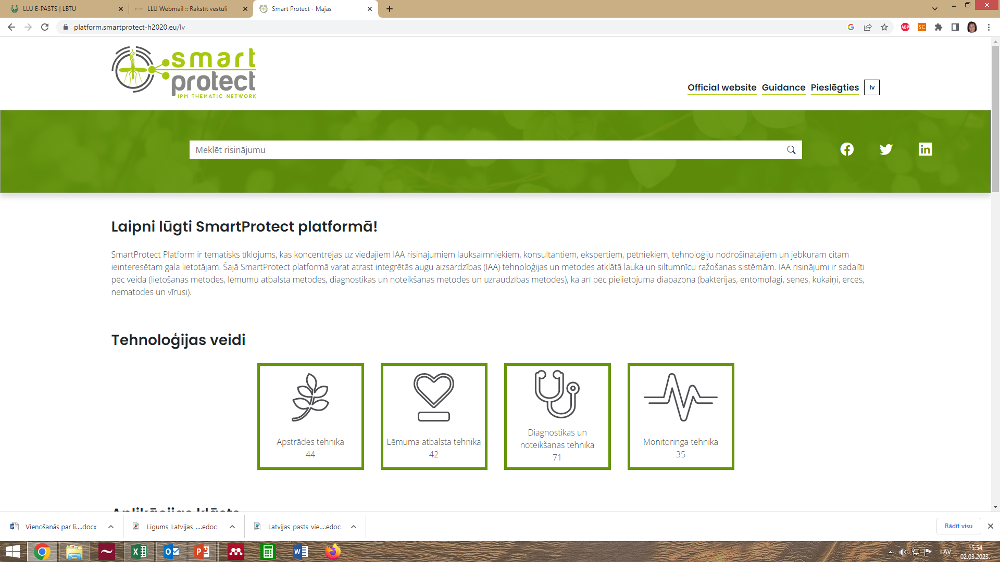 LLU E-PASTS | LBTU
LLU Webmail :: Rakstīt vēstuli
Smart Protect - Mājas
platform.smartprotect-h2020.eu/lv
ABP
SC
smart
protect
IPM THEMATIC NETWORK
Official website Guidance Pieslēgties lv
Meklēt risinājumu
Laipni lūgti SmartProtect platformā!
SmartProtect Platform ir tematisks tīklojums, kas koncentrējas uz viedajiem IAA risinājumiem lauksaimniekiem, konsultantiem, ekspertiem, pētniekiem, tehnoloģiju nodrošinātājiem un jebkuram citam
ieinteresētam gala lietotājam. Šajā SmartProtect platformā varat atrast integrētās augu aizsardzības (IAA) tehnoloģijas un metodes atklātā lauka un siltumnīcu ražošanas sistēmām. IAA risinājumi ir sadalīti
pēc veida (lietošanas metodes, lēmumu atbalsta metodes, diagnostikas un noteikšanas metodes un uzraudzības metodes), kā arī pēc pielietojuma diapazona (baktērijas, entomofāgi, sēnes, kukaiņi, ērces,
nematodes un vīrusi).
Tehnoloģijas veidi
Apstrādes tehnika
44
Lēmuma atbalsta tehnika
42
Diagnostikas un
noteikšanas tehnika
71
Monitoringa tehnika
35
Aplikācijas klāsts
Vienošanās par lī....docx
Ligums_Latvijas_....edoc
Latvijas_pasts_vie....edoc
Rādīt visu
LAV
15:54
02.03.2023.